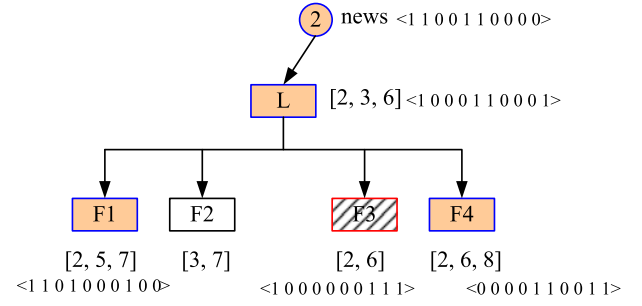 2 news <1 1 0 0 1 1 0 0 0 0>
L [2, 3, 6] <1 0 0 0 1 1 0 0 0 1>
F1 F2 F3 F4
[2, 5, 7] [3, 7] [2, 6] [2, 6, 8]
<1 1 0 1 0 0 0 1 0 0> <1 0 0 0 0 0 0 1 1 1> <0 0 0 0 1 1 0 0 1 1>